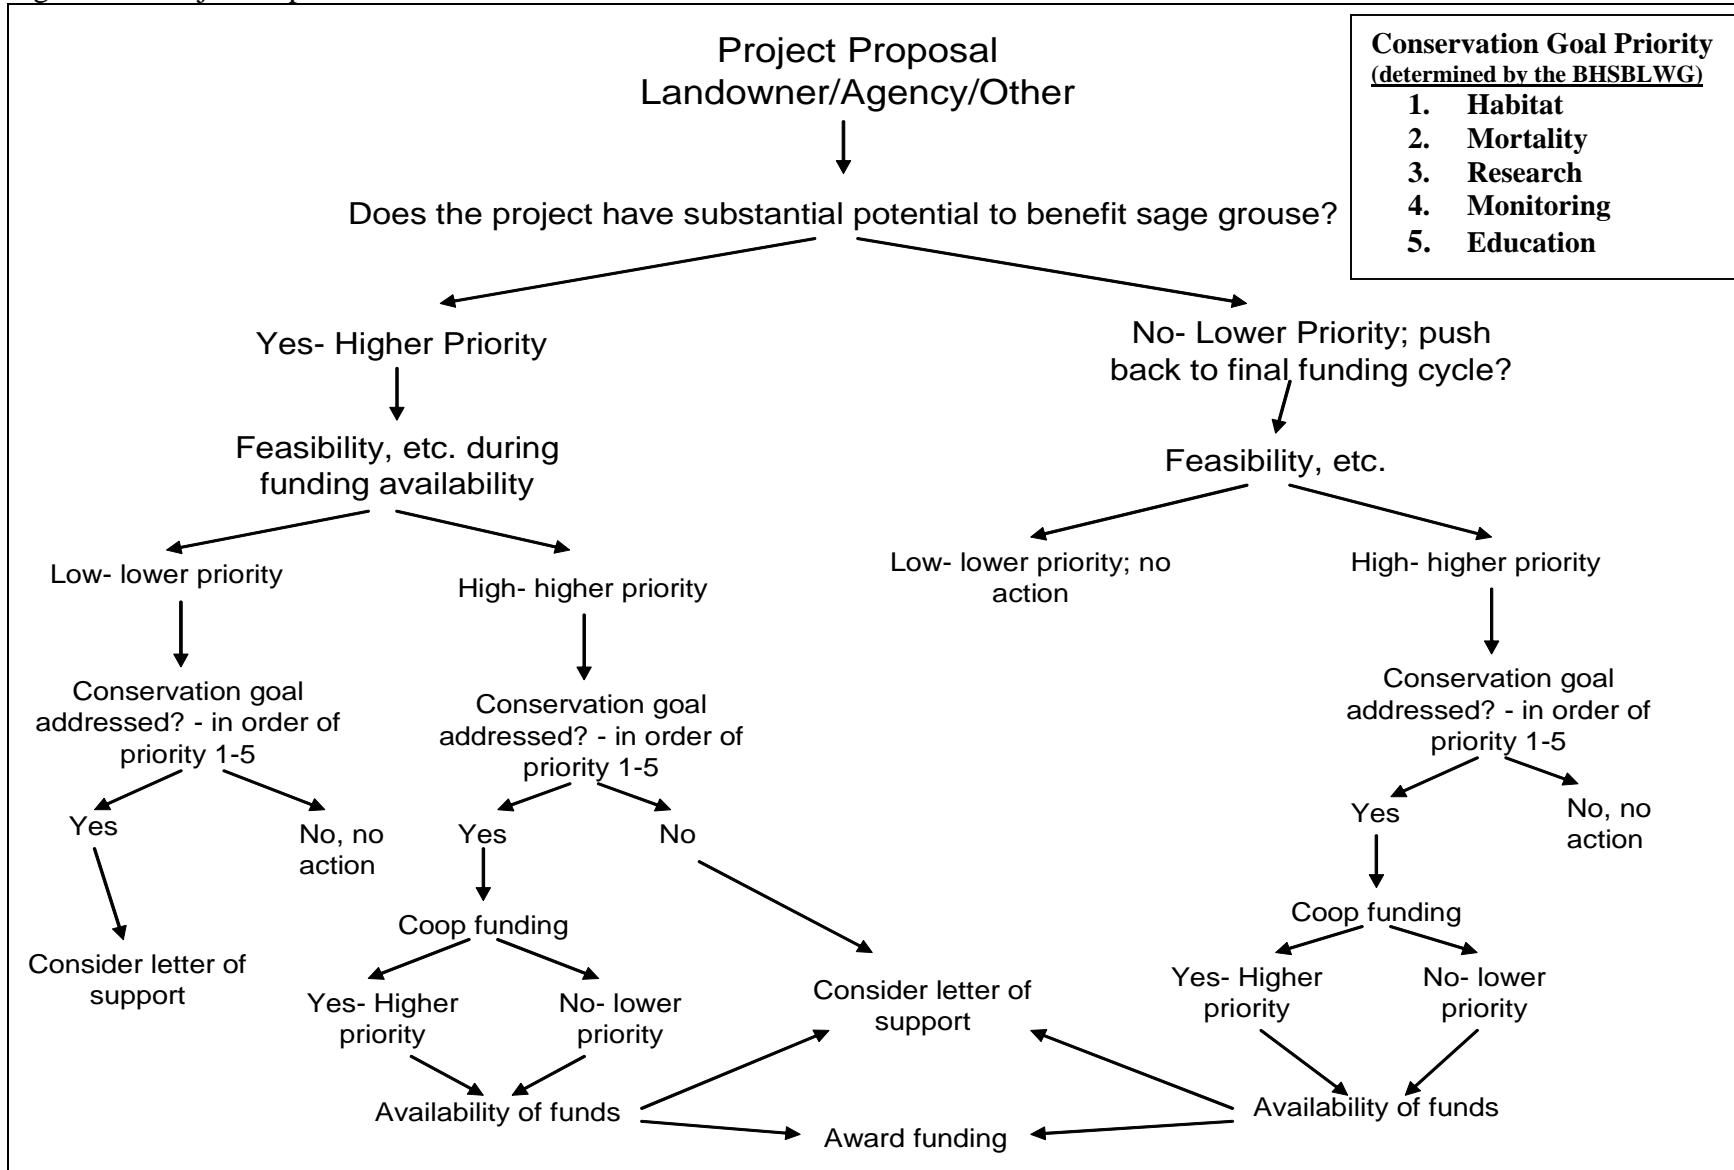 Project Proposal
Landowner/Agency/Other
Conservation Goal Priority
(determined by the BHSBLWG)
1. Habitat
2. Mortality
3. Research
4. Monitoring
5. Education
Does the project have substantial potential to benefit sage grouse?
Yes- Higher Priority
No- Lower Priority; push
back to final funding cycle?
Feasibility, etc. during
funding availability
Feasibility, etc.
Low- lower priority
High- higher priority
Low- lower priority; no
action
High- higher priority
Conservation goal
addressed? - in order of
priority 1-5
Conservation goal
addressed? - in order of
priority 1-5
Conservation goal
addressed? - in order of
priority 1-5
Yes
No, no
action
Yes
No
Yes
No, no
action
Consider letter of
support
Coop funding
Coop funding
Yes- Higher
priority
No- lower
priority
Consider letter of
support
Yes- Higher
priority
No- lower
priority
Availability of funds
Award funding
Availability of funds